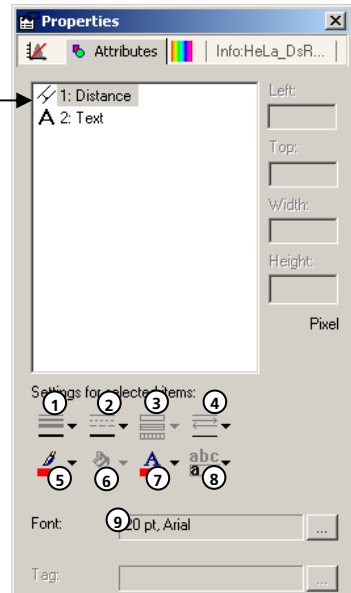 Properties
Attributes Info:HeLa_DsR...
1: Distance
A 2: Text
Left:
Top:
Width:
Height:
Pixel
Settings for selected items:
1 2 3 4
5 6 A 7 abc a 8
Font: 9 20 pt, Arial ...
Tag: ...